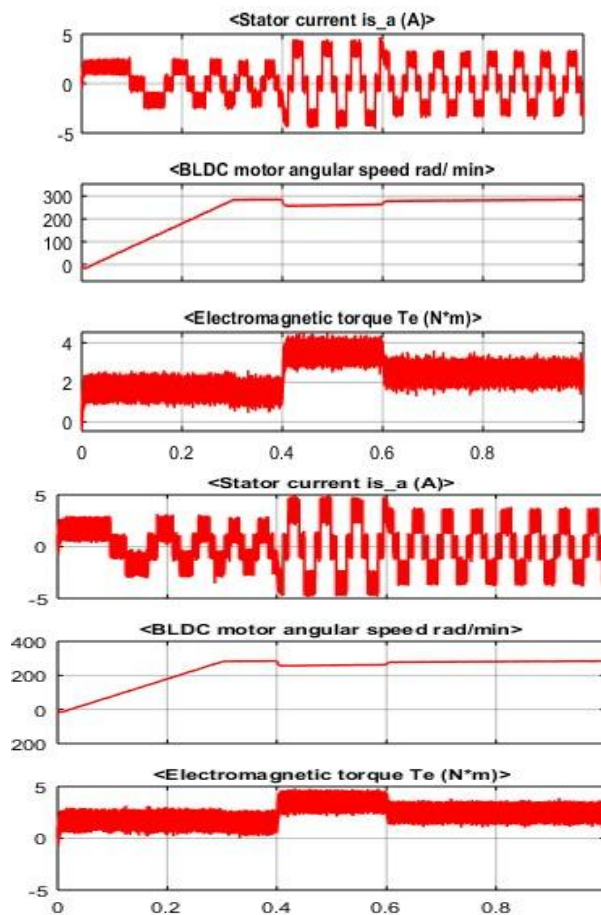 <Stator current is_a (A)>
5
0
-5
<BLDC motor angular speed rad/ min>
300
200
100
0
<Electromagnetic torque Te (N*m)>
4
2
0
0 0.2 0.4 0.6 0.8
<Stator current is_a (A)>
5
0
-5
<BLDC motor angular speed rad/min>
400
200
0
200
<Electromagnetic torque Te (N*m)>
5
0
-5
0 0.2 0.4 0.6 0.8